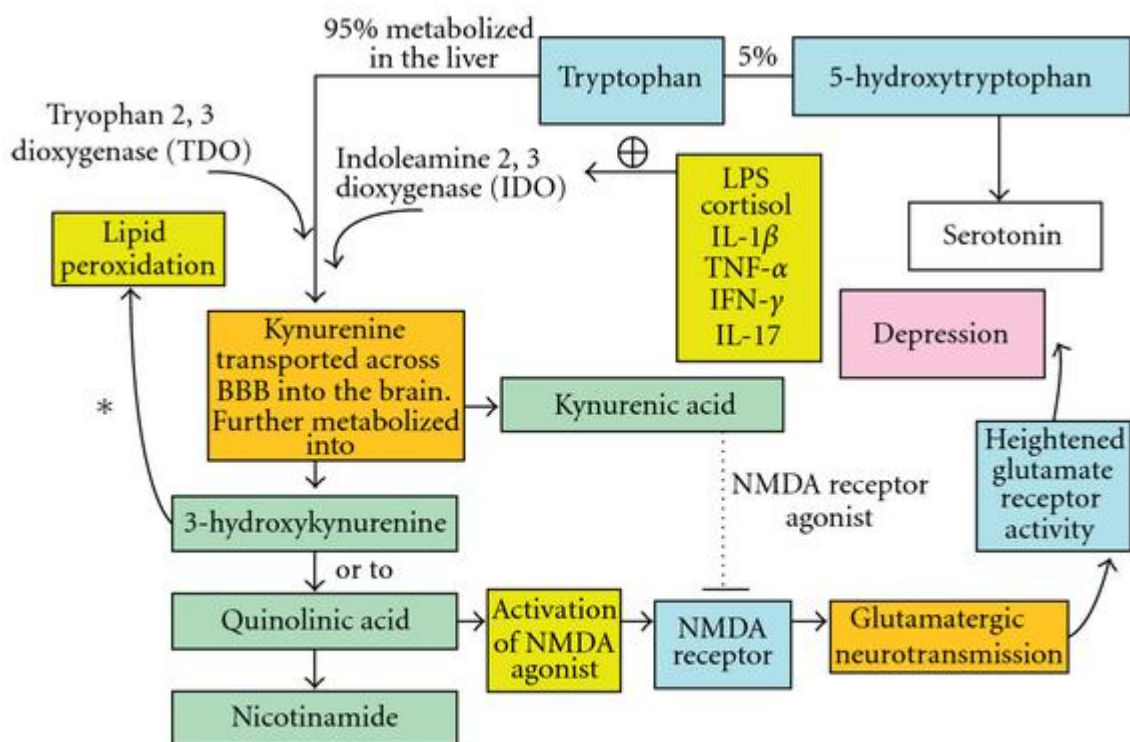 95% metabolized
in the liver
Tryptophan
5%
5-hydroxytryptophan
Tryophan 2, 3
dioxygenase (TDO)
Indoleamine 2, 3
dioxygenase (IDO)
⊕
LPS
cortisol
IL-1β
TNF-α
IFN-γ
IL-17
Serotonin
Lipid
peroxidation
Depression
Kynurenine
transported across
BBB into the brain.
Further metabolized
into
Kynurenic acid
*
Heightened
glutamate
receptor
activity
NMDA receptor
agonist
3-hydroxykynurenine
or to
Quinolinic acid
Activation
of NMDA
agonist
NMDA
receptor
Glutamatergic
neurotransmission
Nicotinamide